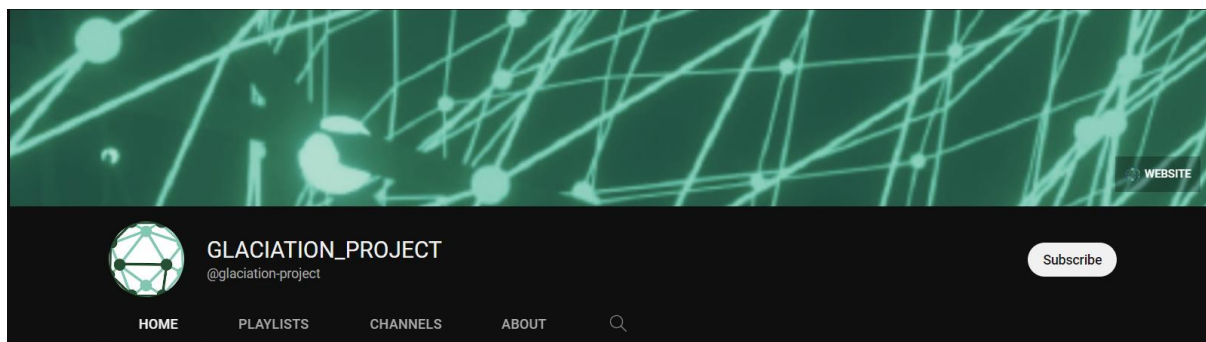 WEBSITE
GLACIATION_PROJECT
@glaciation-project
Subscribe
HOME PLAYLISTS CHANNELS ABOUT